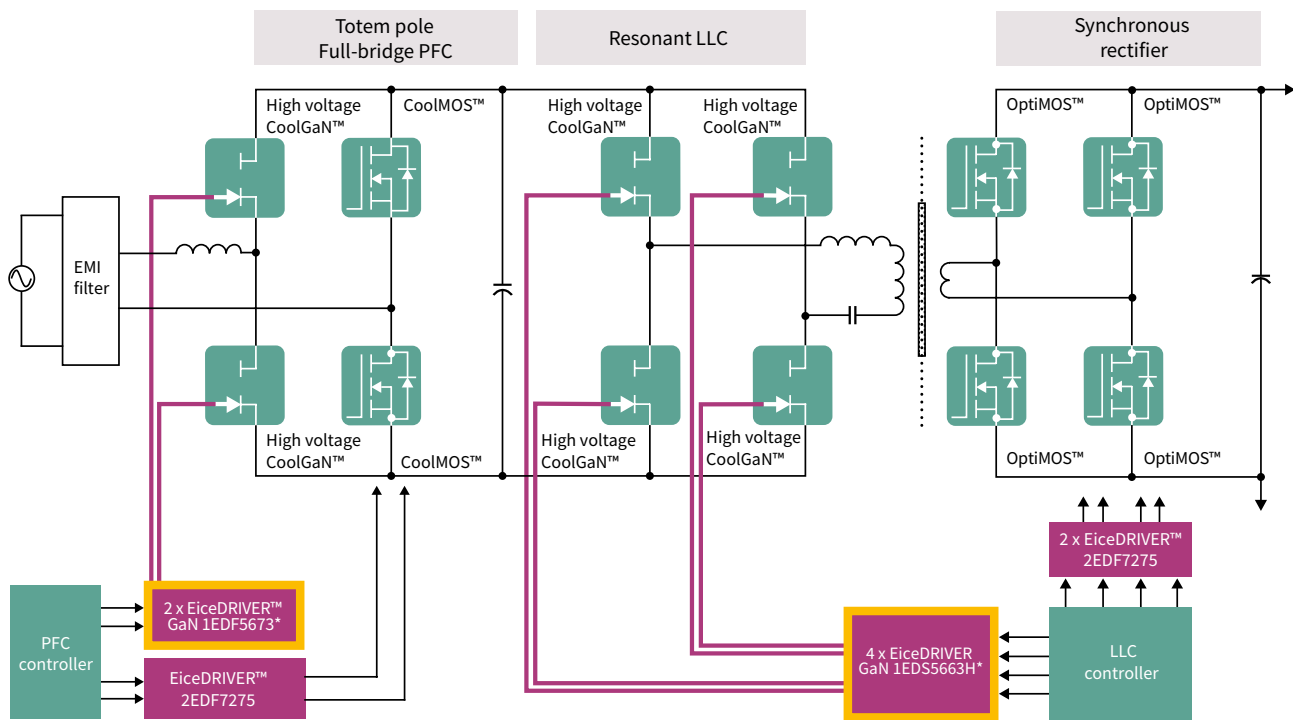 Totem pole
Full-bridge PFC
Resonant LLC
Synchronous
rectifier
High voltage
CoolGaN™
CoolMOS™
High voltage
CoolGaN™
High voltage
CoolGaN™
OptiMOS™
OptiMOS™
EMI
filter
High voltage
CoolGaN™
CoolMOS™
High voltage
CoolGaN™
High voltage
CoolGaN™
OptiMOS™
OptiMOS™
2 x EiceDRIVER™
2EDF7275
PFC
controller
2 x EiceDRIVER™
GaN 1EDF5673*
EiceDRIVER™
2EDF7275
4 x EiceDRIVER
GaN 1EDS5663H*
LLC
controller